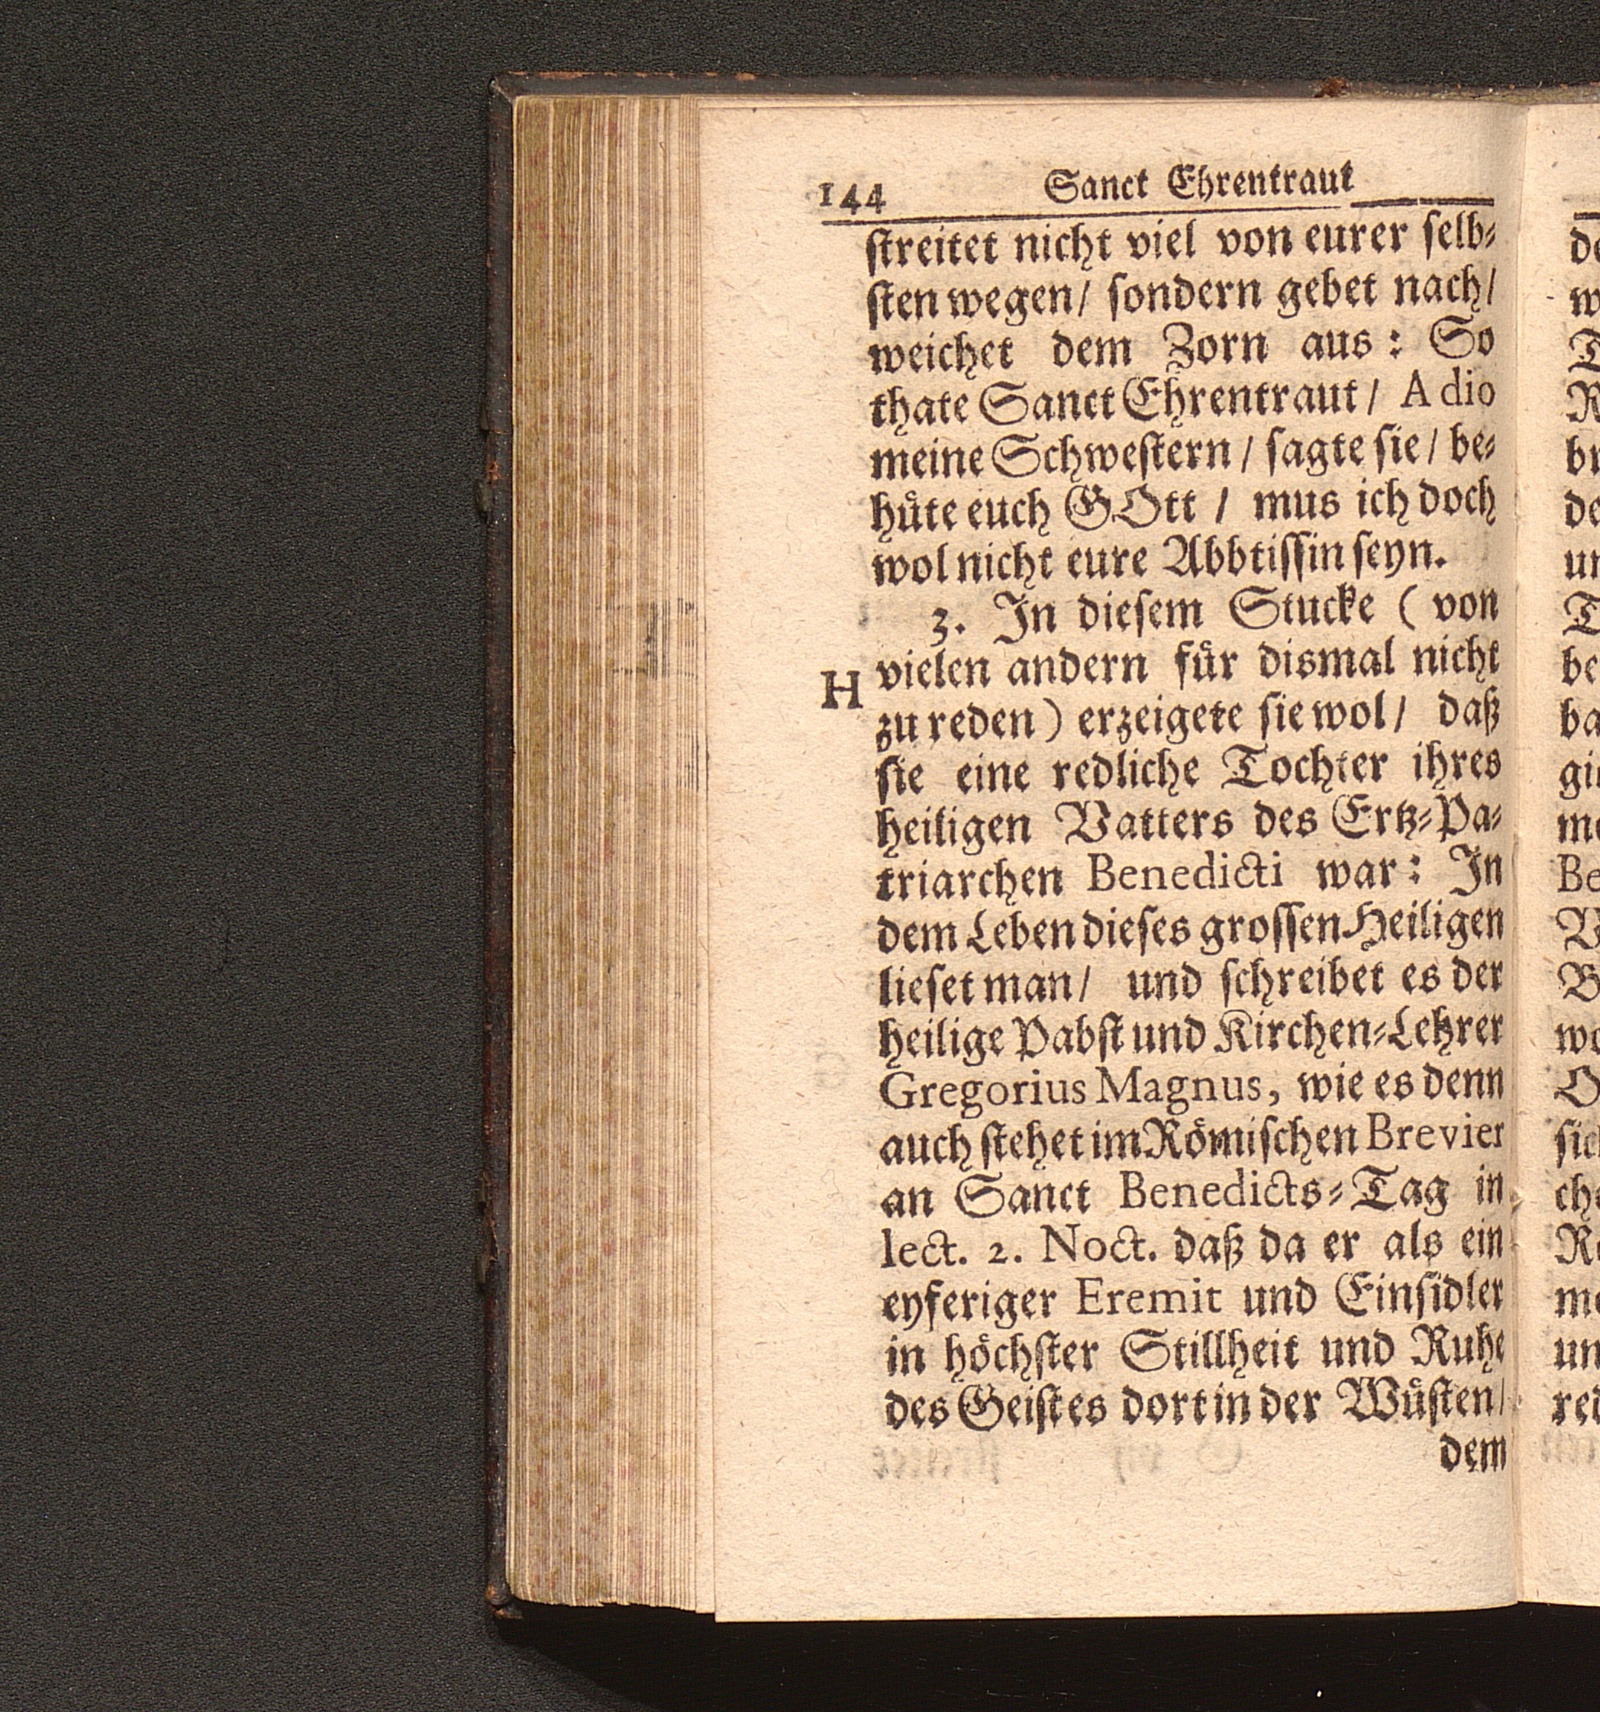 144 Sanct Ehrentraut
streitet nicht viel von eurer selb-
sten wegen/ sondern gebet nach/
weichet dem Zorn aus: So
thate Sanct Ehrentraut/ A dio
meine Schwestern/ sagte sie/ be-
hüte euch GOtt / mus ich doch
wol nicht eure Abbtissin seyn.
3. In diesem Stucke (von
H vielen andern für dismal nicht
zu reden) erzeigete sie wol/ daß
sie eine redliche Tochter ihres
heiligen Vatters des Ertz-Pa-
triarchen Benedicti war: In
dem Leben dieses grossen Heiligen
lieset man/ und schreibet es der
heilige Pabst und Kirchen-Lehrer
Gregorius Magnus, wie es denn
auch stehet im Römischen Brevier
an Sanct Benedicts-Tag in
lect. 2. Noct. daß da er als ein
eyferiger Eremit und Einsidler
in höchster Stillheit und Ruhe
des Geistes dort in der Wüsten/
dem